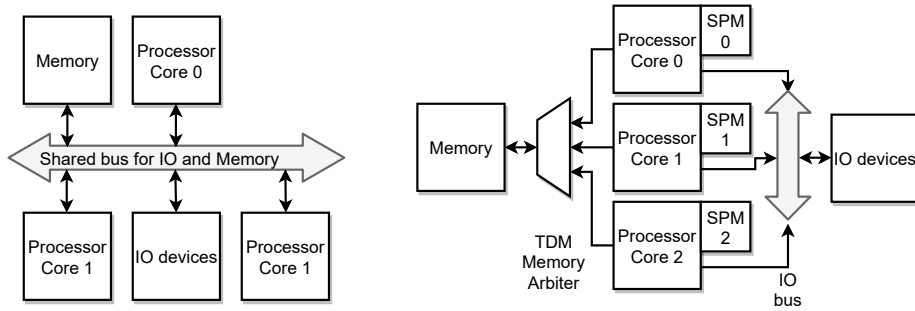 Memory
Processor
Core 0
Shared bus for IO and Memory
Processor
Core 1
IO devices
Processor
Core 1
Processor
Core 0
SPM
0
Memory
Processor
Core 1
SPM
1
IO devices
Processor
Core 2
SPM
2
TDM
Memory
Arbiter
IO
bus